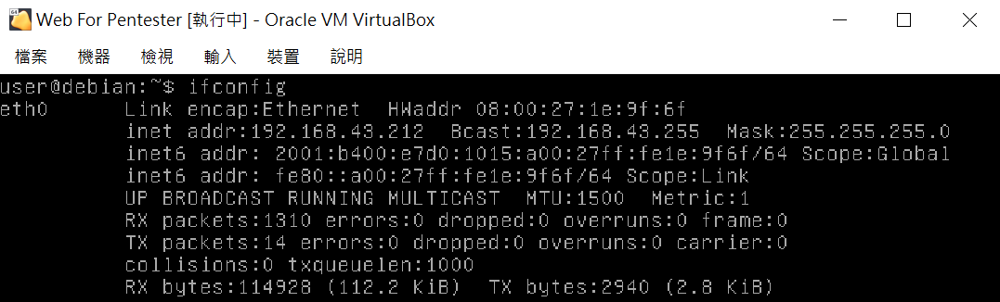 64
Web For Pentester [執行中] - Oracle VM VirtualBox
檔案 機器 檢視 輸入 裝置 說明
user@debian:~$ ifconfig
eth0 Link encap:Ethernet HWaddr 08:00:27:1e:9f:6f
inet addr:192.168.43.212 Bcast:192.168.43.255 Mask:255.255.255.0
inet6 addr: 2001:b400:e7d0:1015:a00:27ff:fe1e:9f6f/64 Scope:Global
inet6 addr: fe80::a00:27ff:fe1e:9f6f/64 Scope:Link
UP BROADCAST RUNNING MULTICAST MTU:1500 Metric:1
RX packets:1310 errors:0 dropped:0 overruns:0 frame:0
TX packets:14 errors:0 dropped:0 overruns:0 carrier:0
collisions:0 txqueuelen:1000
RX bytes:114928 (112.2 KiB) TX bytes:2940 (2.8 KiB)